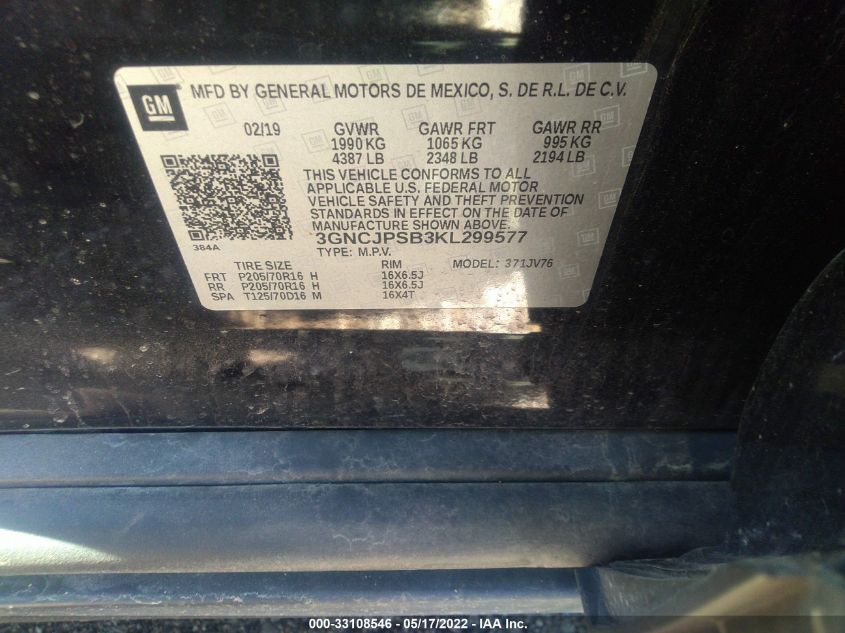 GM
MFD BY GENERAL MOTORS DE MEXICO, S. DE R.L. DE C.V.
02/19 GVWR GAWR FRT GAWR RR
1990 KG 1065 KG 995 KG
4387 LB 2348 LB 2194 LB
THIS VEHICLE CONFORMS TO ALL
APPLICABLE U.S. FEDERAL MOTOR
VEHICLE SAFETY AND THEFT PREVENTION
STANDARDS IN EFFECT ON THE DATE OF
MANUFACTURE SHOWN ABOVE.
384A
3GNCJPSB3KL299577
TYPE: M.P.V.
TIRE SIZE RIM MODEL: 371JV76
FRT P205/70R16 H 16X6.5J
RR P205/70R16 H 16X6.5J
SPA T125/70D16 M 16X4T
000-33108546 - 05/17/2022 - IAA Inc.